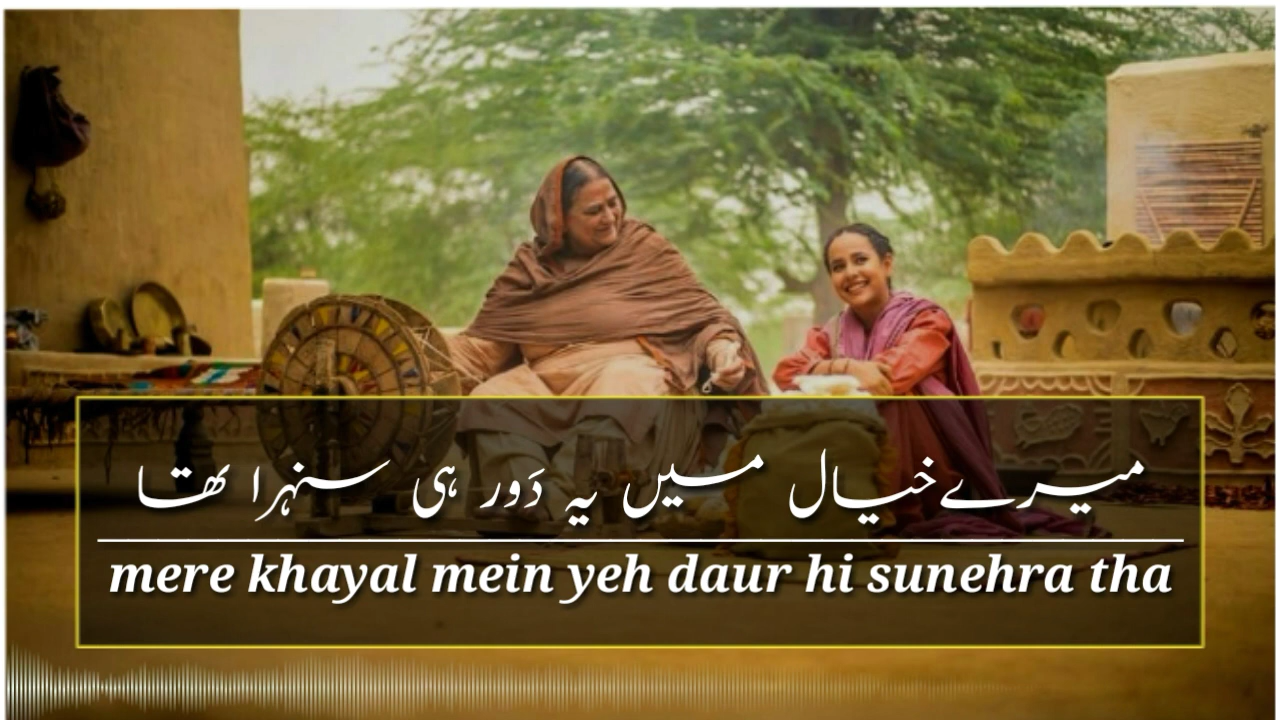 میرے خیال میں یہ دَور ہی سنہرا تھا
mere khayal mein yeh daur hi sunehra tha